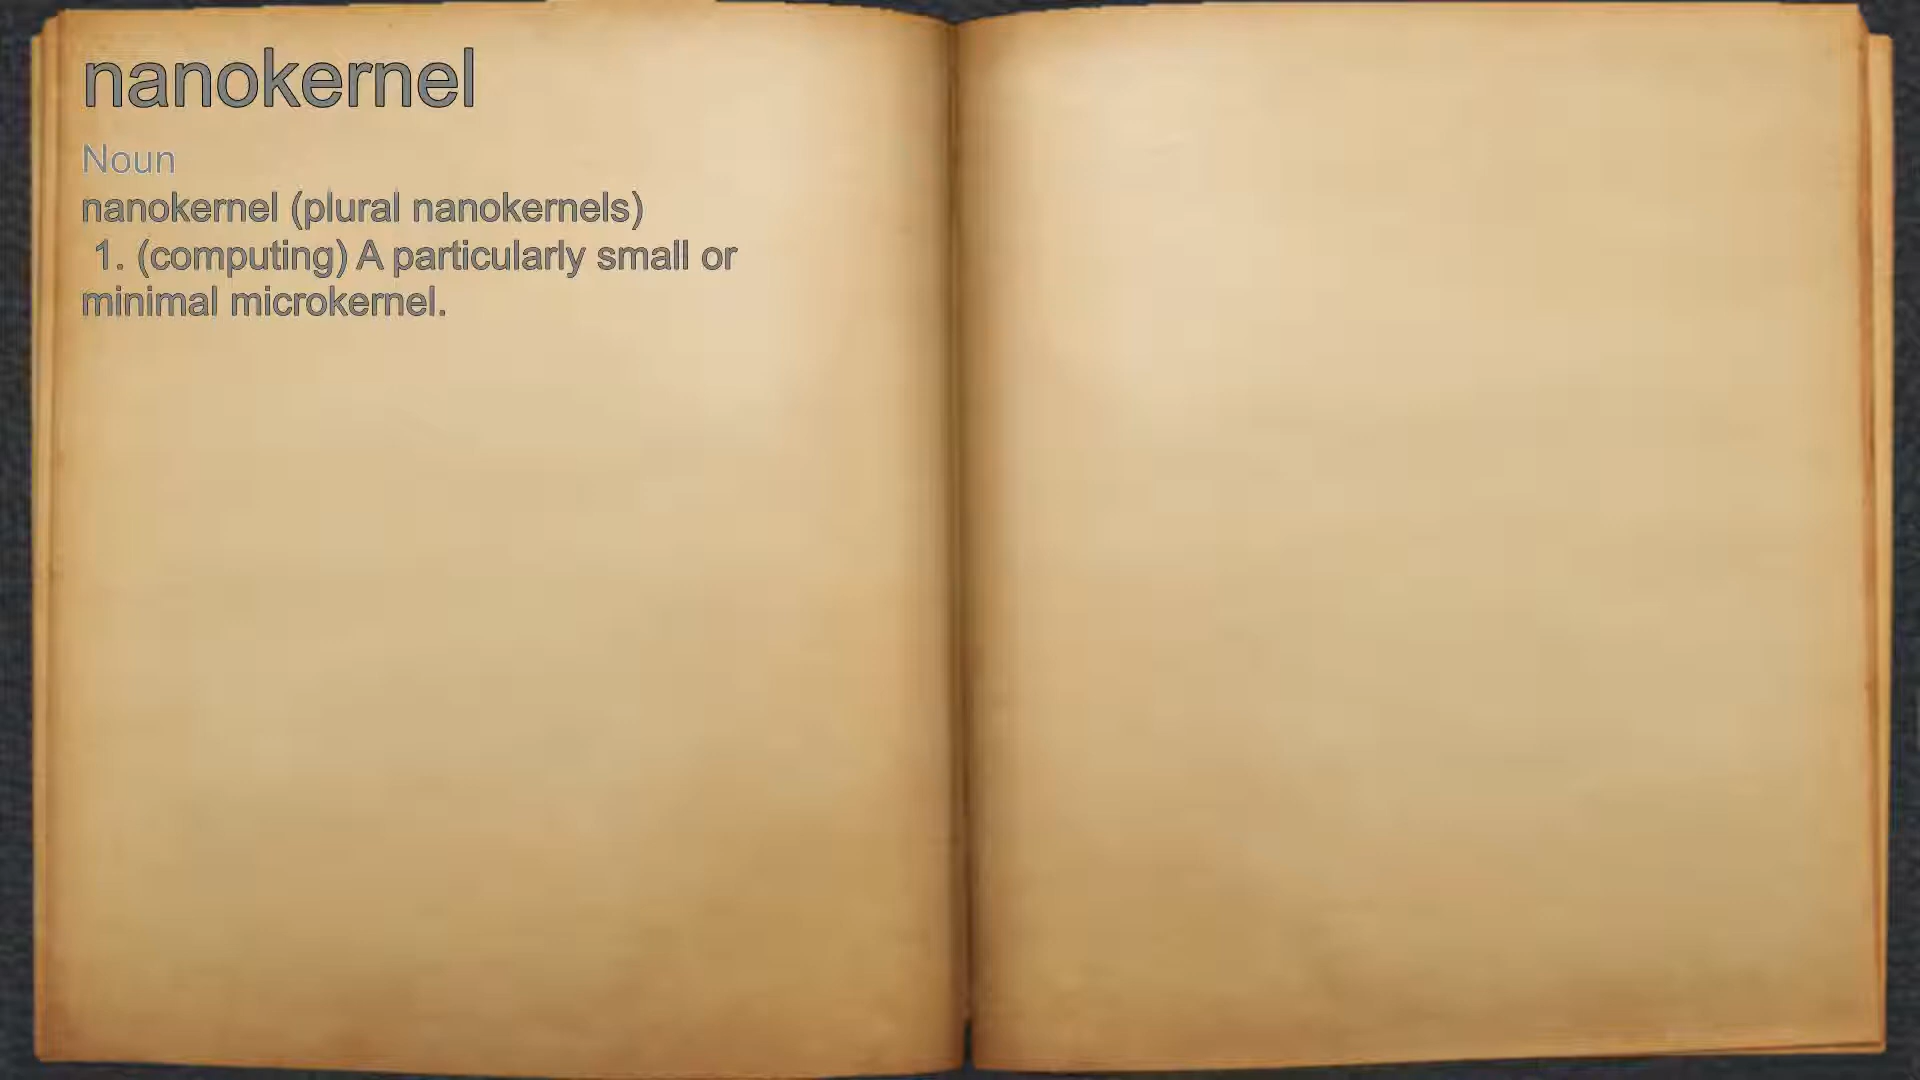 nanokernel
Noun
nanokernel (plural nanokernels)
1. (computing) A particularly small or
minimal microkernel.